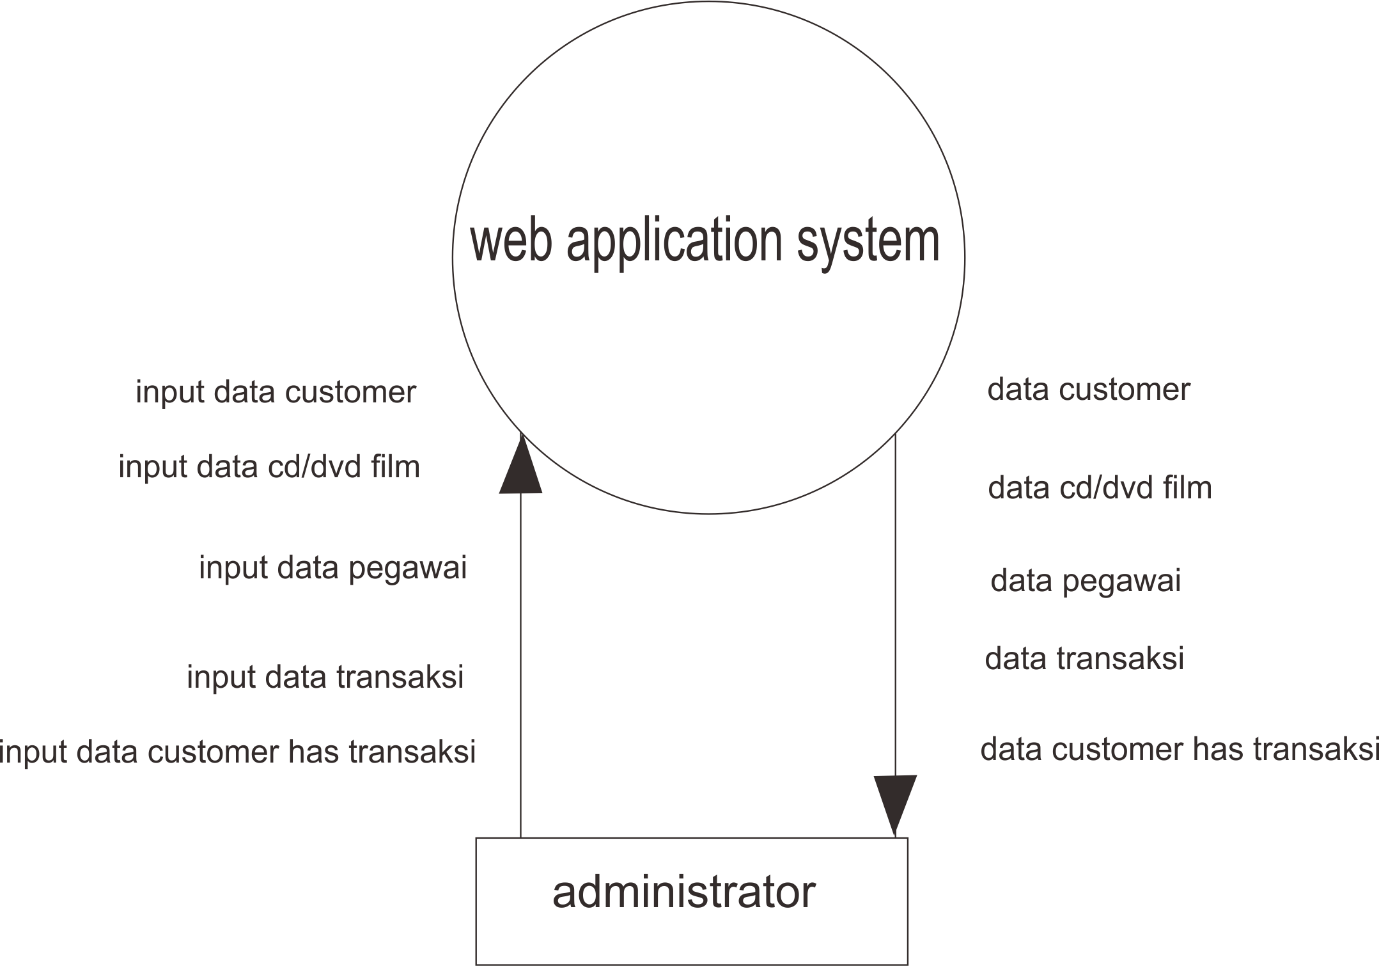 web application system
input data customer
data customer
input data cd/dvd film
data cd/dvd film
input data pegawai
data pegawai
input data transaksi
data transaksi
input data customer has transaksi
data customer has transaksi
administrator